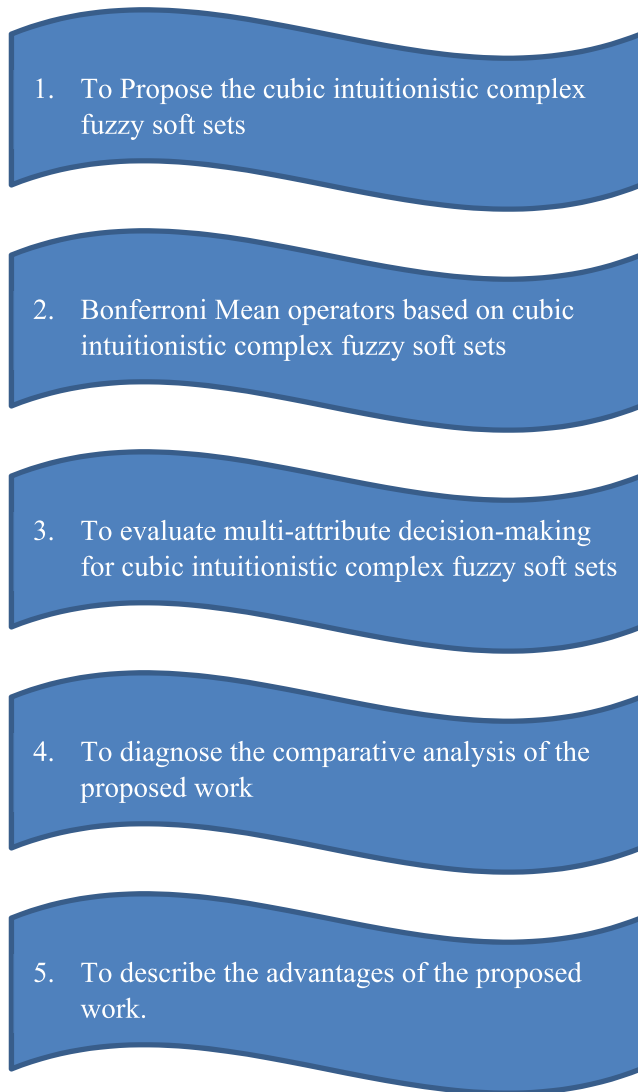 1. To Propose the cubic intuitionistic complex
fuzzy soft sets
2. Bonferroni Mean operators based on cubic
intuitionistic complex fuzzy soft sets
3. To evaluate multi-attribute decision-making
for cubic intuitionistic complex fuzzy soft sets
4. To diagnose the comparative analysis of the
proposed work
5. To describe the advantages of the proposed
work.